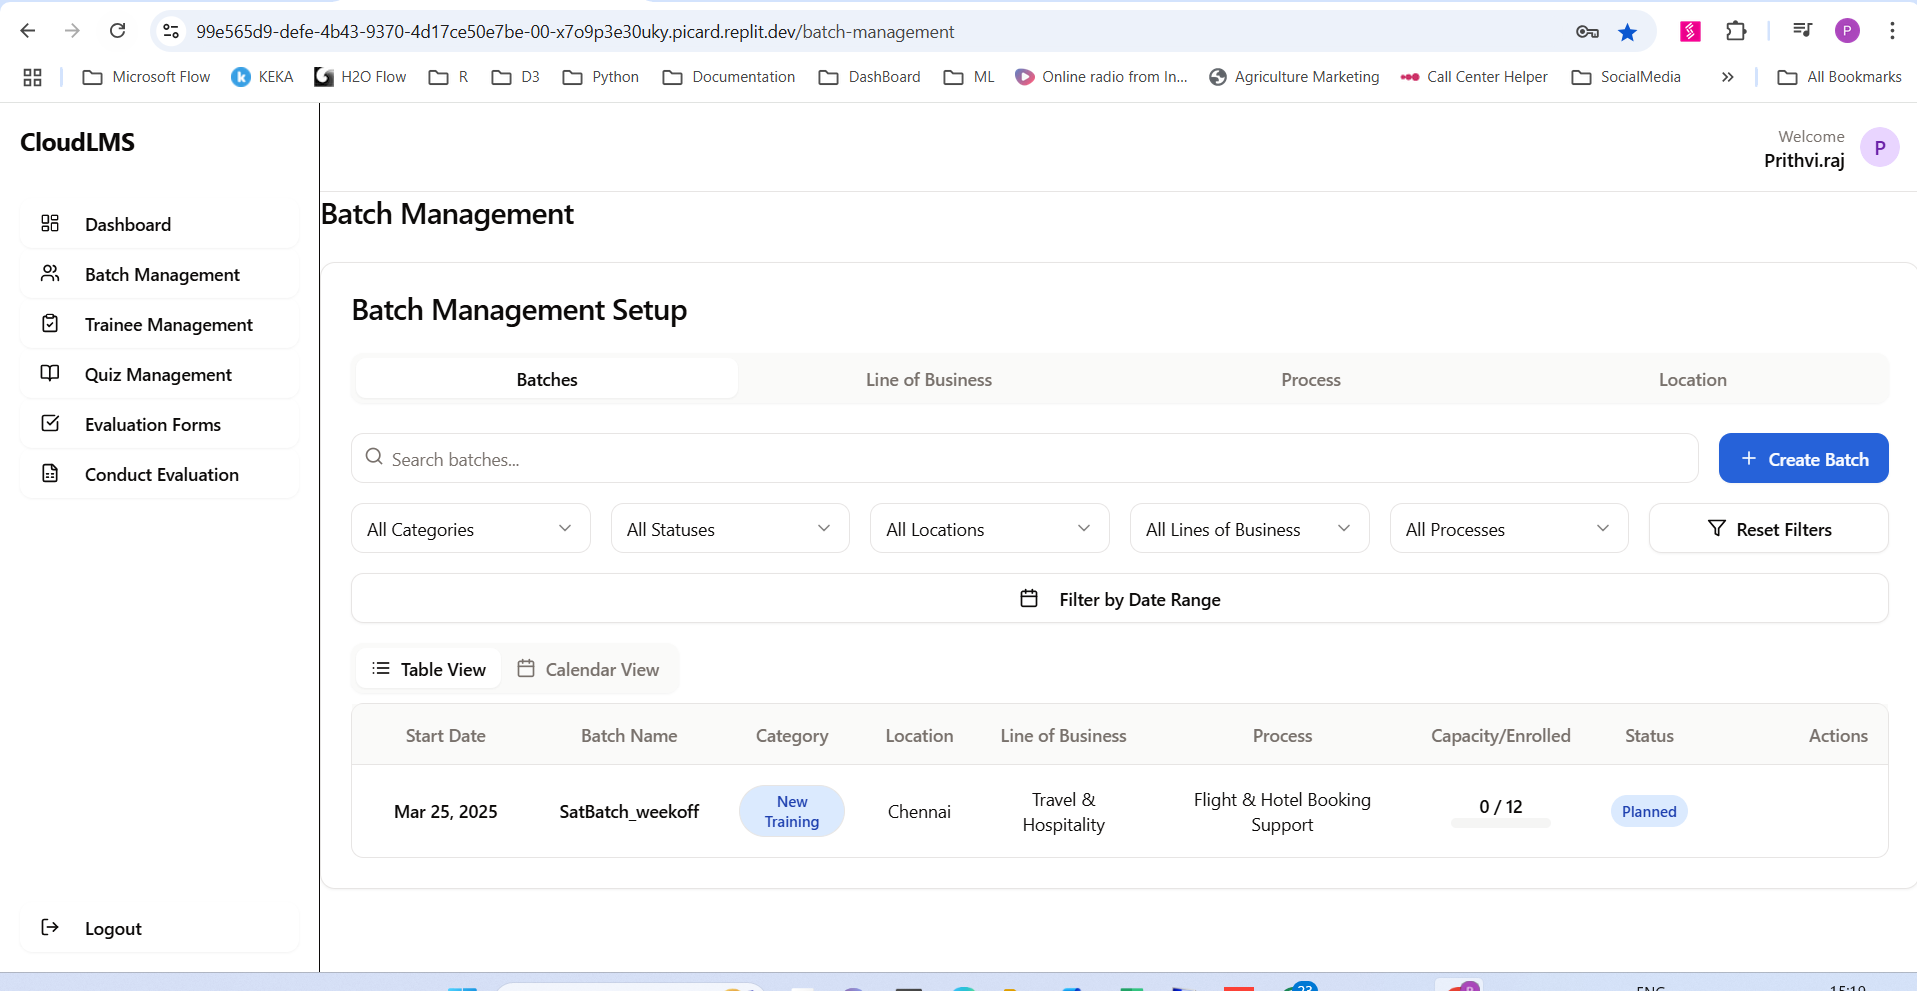 99e565d9-defe-4b43-9370-4d17ce50e7be-00-x7o9p3e30uky.picard.replit.dev/batch-management
P
Microsoft Flow
KEKA
H2O Flow
R
D3
Python
Documentation
DashBoard
ML
Online radio from In...
Agriculture Marketing
Call Center Helper
SocialMedia
»
All Bookmarks
CloudLMS
Welcome
Prithvi.raj
P
Dashboard
Batch Management
Trainee Management
Quiz Management
Evaluation Forms
Conduct Evaluation
Logout
Batch Management
Batch Management Setup
Batches Line of Business Process Location
Search batches...
+ Create Batch
All Categories All Statuses All Locations All Lines of Business All Processes Reset Filters
Filter by Date Range
Table View Calendar View
Start Date Batch Name Category Location Line of Business Process Capacity/Enrolled Status Actions
Mar 25, 2025
SatBatch_weekoff
New
Training
Chennai
Travel &
Hospitality
Flight & Hotel Booking
Support
0 / 12
Planned
23